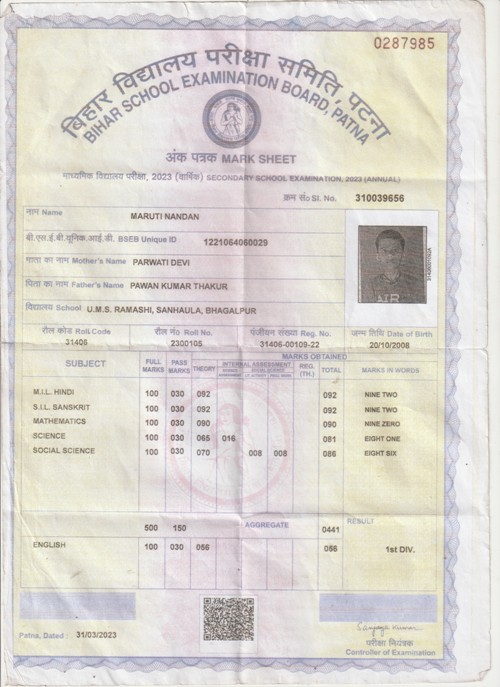 0287985
बिहार विद्यालय परीक्षा समिति, पटना
BIHAR SCHOOL EXAMINATION BOARD, PATNA
अंक पत्रक MARK SHEET
माध्यमिक विद्यालय परीक्षा, 2023 (वार्षिक) SECONDARY SCHOOL EXAMINATION, 2023 (ANNUAL)
क्रम सं० Sl. No. 310039656
नाम Name MARUTI NANDAN
बी.एस.ई.बी.यूनिक.आई.डी. BSEB Unique ID 1221064060029
माता का नाम Mother's Name PARWATI DEVI
पिता का नाम Father's Name PAWAN KUMAR THAKUR
विद्यालय School U.M.S. RAMASHI, SANHAULA, BHAGALPUR
रौल कोड Roll.Code रौल नं० Roll No. पंजीयन संख्या Reg. No. जन्म तिथि Date of Birth
31406 2300105 31406-00109-22 20/10/2006
SUBJECT FULL MARKS PASS MARKS MARKS OBTAINED
THEORY INTERNAL ASSESSMENT REG. (TH.) TOTAL MARKS IN WORDS
M.I.L. HINDI 100 030 092 092 NINE TWO
S.I.L. SANSKRIT 100 030 092 092 NINE TWO
MATHEMATICS 100 030 090 090 NINE ZERO
SCIENCE 100 030 065 016 081 EIGHT ONE
SOCIAL SCIENCE 100 030 070 008 008 086 EIGHT SIX
500 150 AGGREGATE 0441 RESULT
ENGLISH 100 030 056 056 1st DIV.
Patna, Dated : 31/03/2023
Sanjay Kumar
परीक्षा नियंत्रक
Controller of Examination